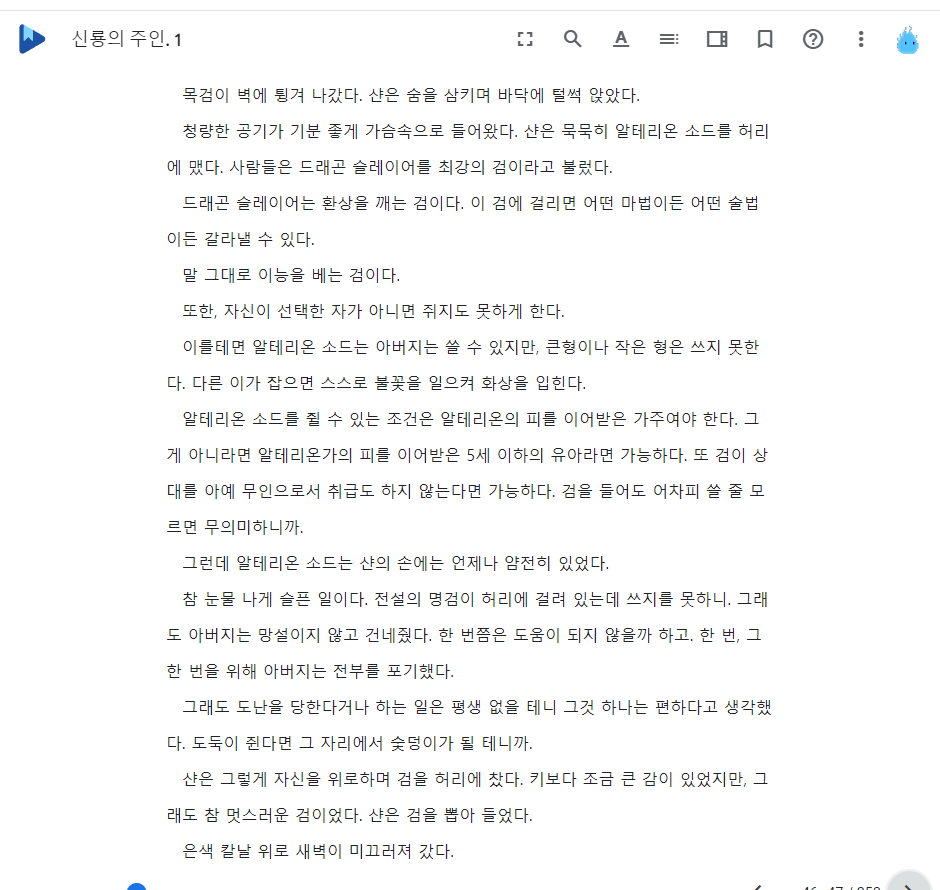 신룡의 주인. 1
목검이 벽에 튕겨 나갔다. 샨은 숨을 삼키며 바닥에 털썩 앉았다.
청량한 공기가 기분 좋게 가슴속으로 들어왔다. 샨은 묵묵히 알테리온 소드를 허리
에 맸다. 사람들은 드래곤 슬레이어를 최강의 검이라고 불렀다.
드래곤 슬레이어는 환상을 깨는 검이다. 이 검에 걸리면 어떤 마법이든 어떤 술법
이든 갈라낼 수 있다.
말 그대로 이능을 베는 검이다.
또한, 자신이 선택한 자가 아니면 쥐지도 못하게 한다.
이를테면 알테리온 소드는 아버지는 쓸 수 있지만, 큰형이나 작은 형은 쓰지 못한
다. 다른 이가 잡으면 스스로 불꽃을 일으켜 화상을 입힌다.
알테리온 소드를 쥘 수 있는 조건은 알테리온의 피를 이어받은 가주여야 한다. 그
게 아니라면 알테리온가의 피를 이어받은 5세 이하의 유아라면 가능하다. 또 검이 상
대를 아예 무인으로서 취급도 하지 않는다면 가능하다. 검을 들어도 어차피 쓸 줄 모
르면 무의미하니까.
그런데 알테리온 소드는 샨의 손에는 언제나 얌전히 있었다.
참 눈물 나게 슬픈 일이다. 전설의 명검이 허리에 걸려 있는데 쓰지를 못하니. 그래
도 아버지는 망설이지 않고 건네줬다. 한 번쯤은 도움이 되지 않을까 하고. 한 번, 그
한 번을 위해 아버지는 전부를 포기했다.
그래도 도난을 당한다거나 하는 일은 평생 없을 테니 그것 하나는 편하다고 생각했
다. 도둑이 쥔다면 그 자리에서 숯덩이가 될 테니까.
샨은 그렇게 자신을 위로하며 검을 허리에 찼다. 키보다 조금 큰 감이 있었지만, 그
래도 참 멋스러운 검이었다. 샨은 검을 뽑아 들었다.
은색 칼날 위로 새벽이 미끄러져 갔다.